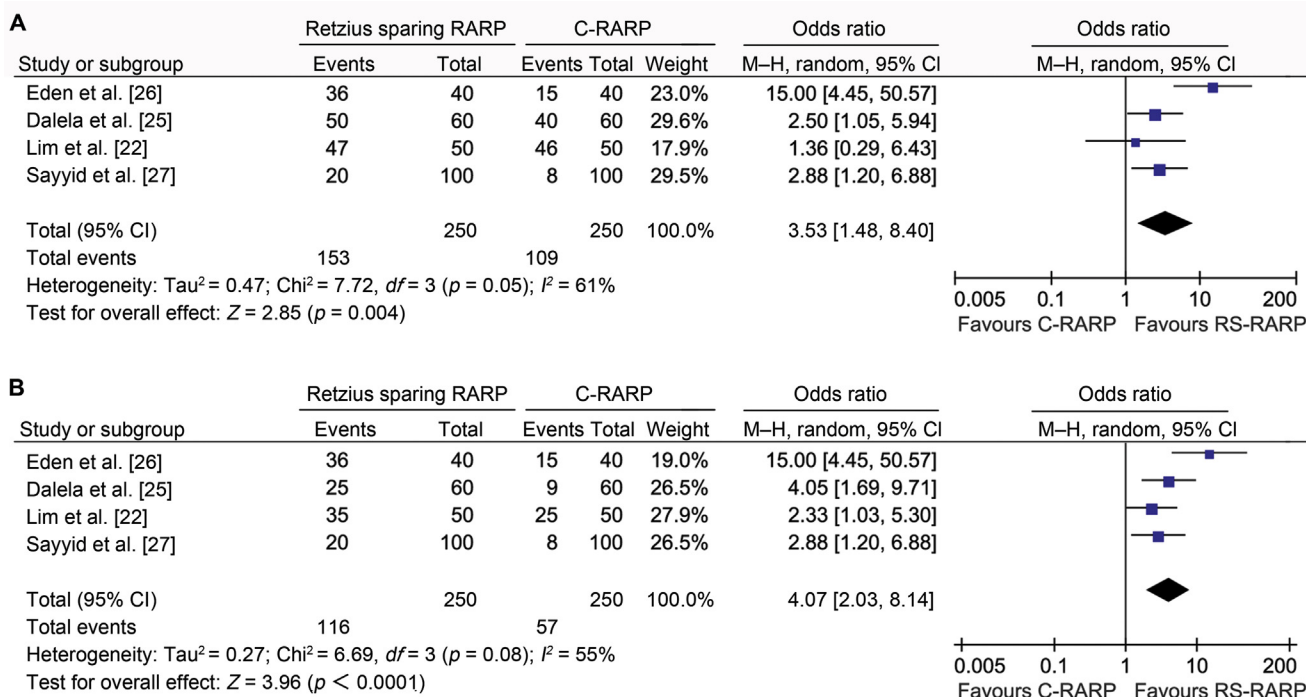 A
Retzius sparing RARP C-RARP Odds ratio Odds ratio
Study or subgroup Events Total Events Total Weight M–H, random, 95% CI M–H, random, 95% CI
Eden et al. [26] 36 40 15 40 23.0% 15.00 [4.45, 50.57]
Dalela et al. [25] 50 60 40 60 29.6% 2.50 [1.05, 5.94]
Lim et al. [22] 47 50 46 50 17.9% 1.36 [0.29, 6.43]
Sayyid et al. [27] 20 100 8 100 29.5% 2.88 [1.20, 6.88]
Total (95% CI) 250 250 100.0% 3.53 [1.48, 8.40]
Total events 153 109
Heterogeneity: Tau² = 0.47; Chi² = 7.72, df = 3 (p = 0.05); I² = 61%
Test for overall effect: Z = 2.85 (p = 0.004)
0.005 0.1 1 10 200
Favours C-RARP Favours RS-RARP
B
Retzius sparing RARP C-RARP Odds ratio Odds ratio
Study or subgroup Events Total Events Total Weight M–H, random, 95% CI M–H, random, 95% CI
Eden et al. [26] 36 40 15 40 19.0% 15.00 [4.45, 50.57]
Dalela et al. [25] 25 60 9 60 26.5% 4.05 [1.69, 9.71]
Lim et al. [22] 35 50 25 50 27.9% 2.33 [1.03, 5.30]
Sayyid et al. [27] 20 100 8 100 26.5% 2.88 [1.20, 6.88]
Total (95% CI) 250 250 100.0% 4.07 [2.03, 8.14]
Total events 116 57
Heterogeneity: Tau² = 0.27; Chi² = 6.69, df = 3 (p = 0.08); I² = 55%
Test for overall effect: Z = 3.96 (p < 0.0001)
0.005 0.1 1 10 200
Favours C-RARP Favours RS-RARP